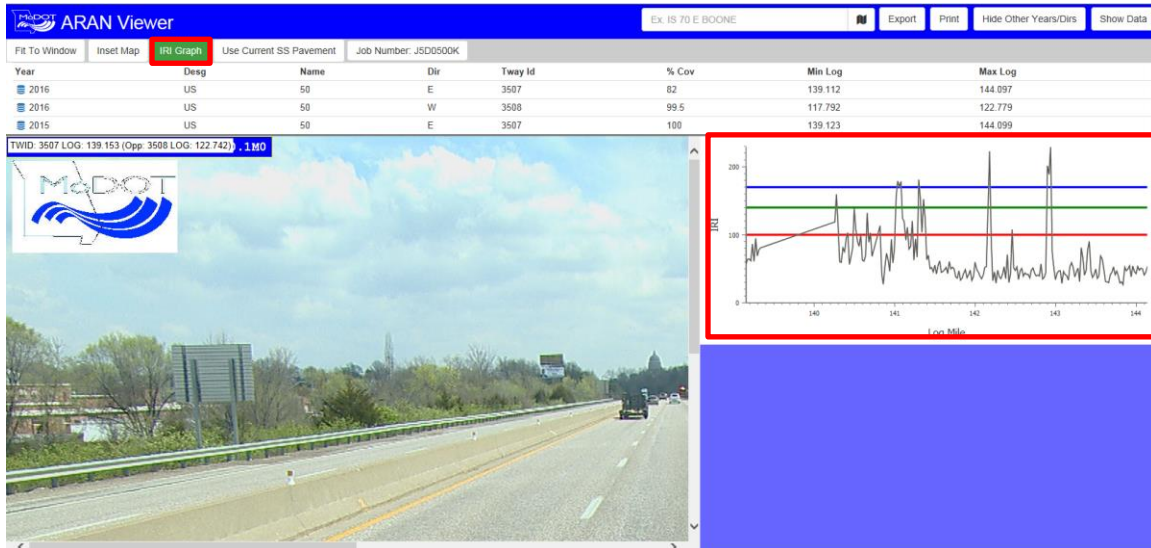 MoDOT ARAN Viewer Ex. IS 70 E BOONE Export Print Hide Other Years/Dirs Show Data
Fit To Window Inset Map IRI Graph Use Current SS Pavement Job Number: J5D0500K
Year Desg Name Dir Tway Id % Cov Min Log Max Log
2016 US 50 E 3507 82 139.112 144.097
2016 US 50 W 3508 99.5 117.792 122.779
2015 US 50 E 3507 100 139.123 144.099
TWID: 3507 LOG: 139.153 (Opp: 3508 LOG: 122.742) .1MO
MoDOT
200
100
0
IRI
140 141 142 143 144
Log Mile